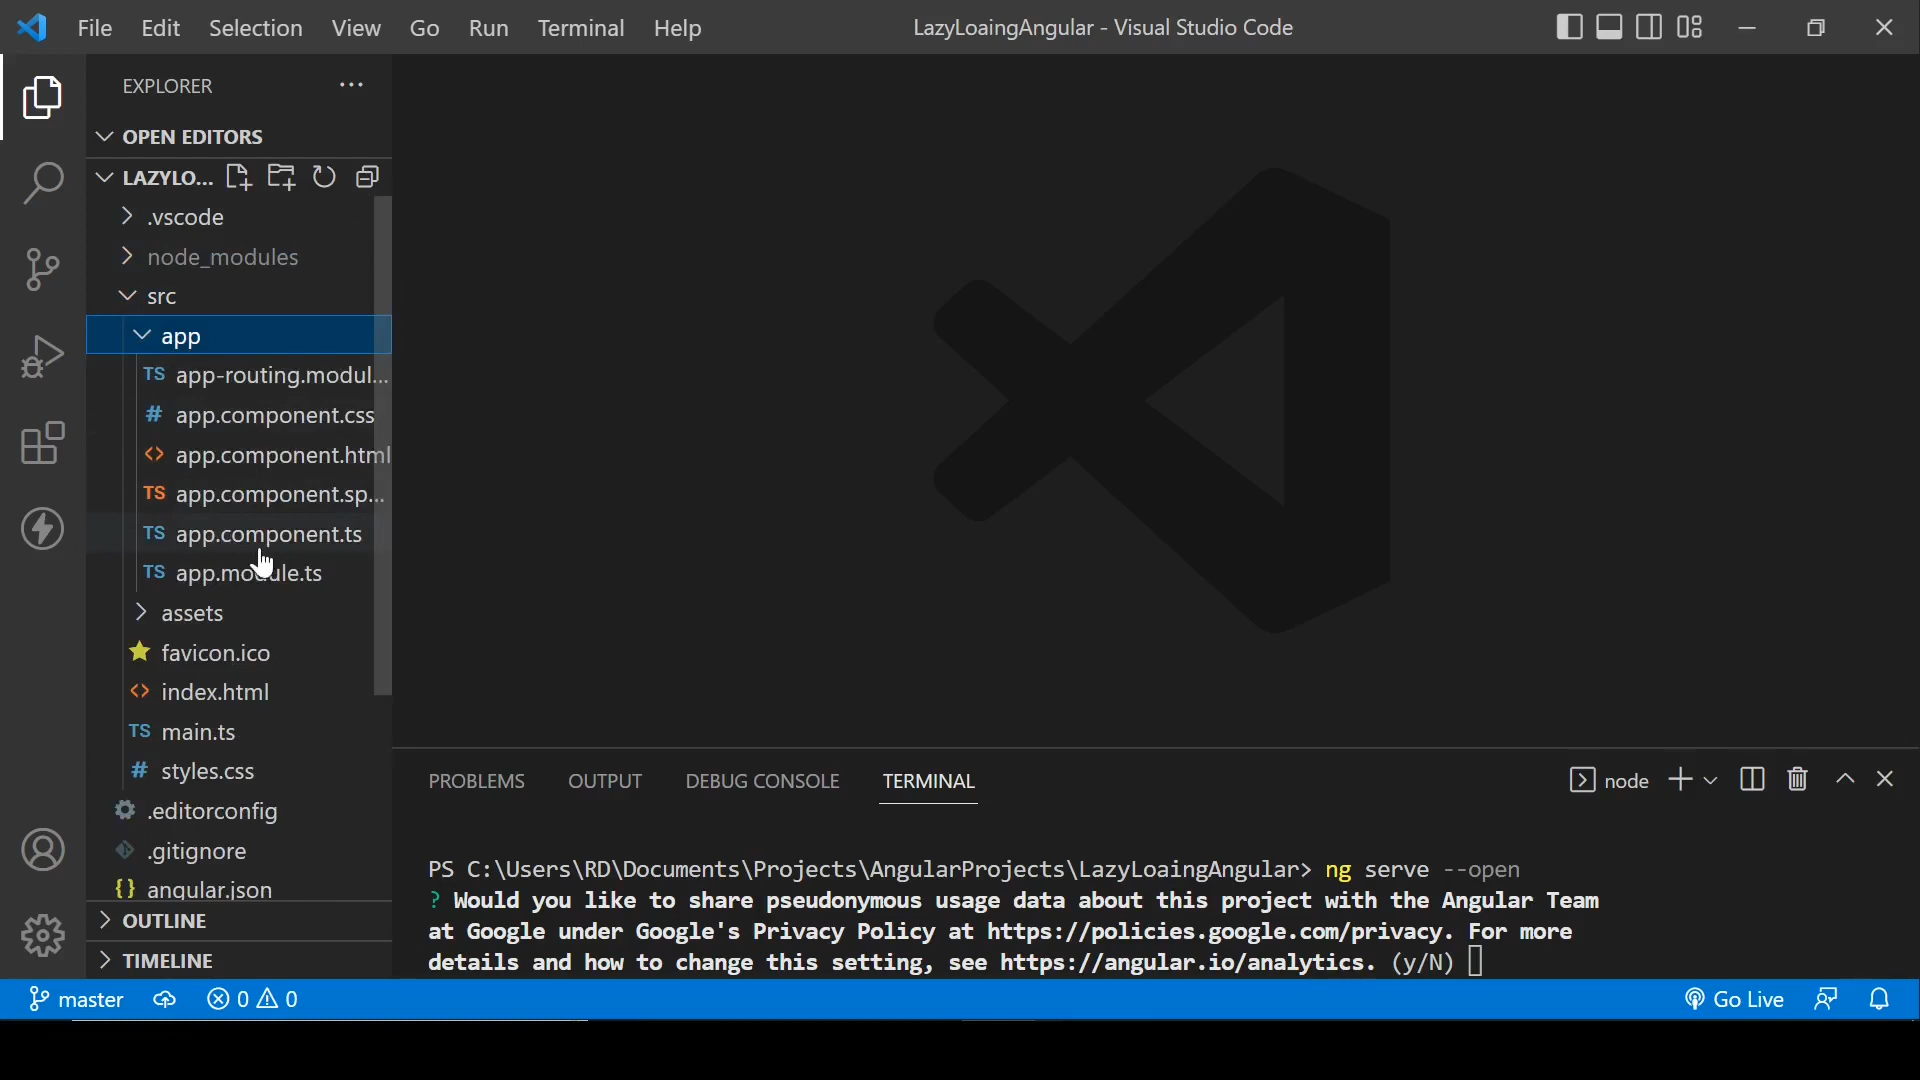 File Edit Selection View Go Run Terminal Help LazyLoaingAngular - Visual Studio Code
EXPLORER
OPEN EDITORS
LAZYLO...
.vscode
node_modules
src
app
TS app-routing.modul...
# app.component.css
<> app.component.html
TS app.component.sp...
TS app.component.ts
TS app.module.ts
assets
favicon.ico
<> index.html
TS main.ts
# styles.css
.editorconfig
.gitignore
{} angular.json
OUTLINE
TIMELINE
PROBLEMS OUTPUT DEBUG CONSOLE TERMINAL node
PS C:\Users\RD\Documents\Projects\AngularProjects\LazyLoaingAngular> ng serve --open
? Would you like to share pseudonymous usage data about this project with the Angular Team
at Google under Google's Privacy Policy at https://policies.google.com/privacy. For more
details and how to change this setting, see https://angular.io/analytics. (y/N)
master 0 0 Go Live